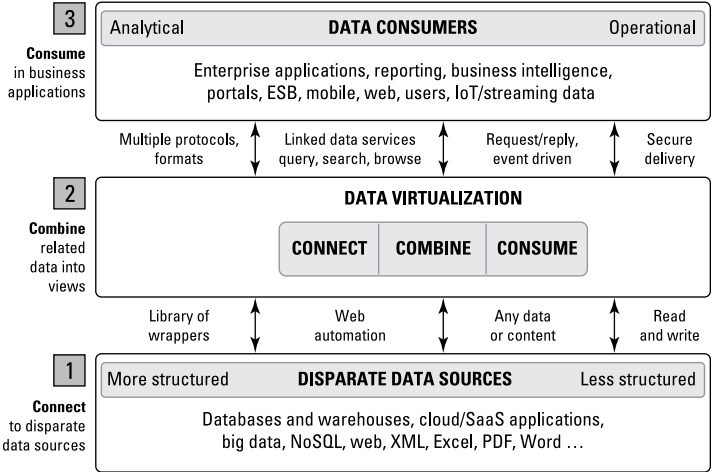 3
Consume
in business
applications
Analytical DATA CONSUMERS Operational
Enterprise applications, reporting, business intelligence,
portals, ESB, mobile, web, users, IoT/streaming data
Multiple protocols,
formats
Linked data services
query, search, browse
Request/reply,
event driven
Secure
delivery
2
Combine
related
data into
views
DATA VIRTUALIZATION
CONNECT COMBINE CONSUME
Library of
wrappers
Web
automation
Any data
or content
Read
and write
1
Connect
to disparate
data sources
More structured DISPARATE DATA SOURCES Less structured
Databases and warehouses, cloud/SaaS applications,
big data, NoSQL, web, XML, Excel, PDF, Word ...